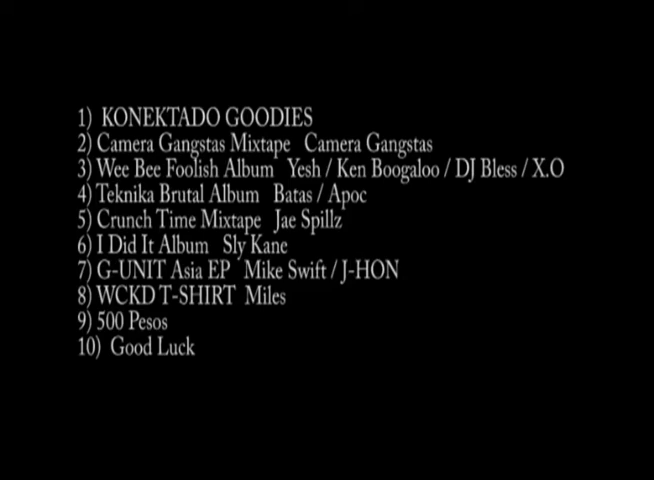 1) KONEKTADO GOODIES
2) Camera Gangstas Mixtape Camera Gangstas
3) Wee Bee Foolish Album Yesh / Ken Boogaloo / DJ Bless / X.O
4) Teknika Brutal Album Batas / Apoc
5) Crunch Time Mixtape Jae Spillz
6) I Did It Album Sly Kane
7) G-UNIT Asia EP Mike Swift / J-HON
8) WCKD T-SHIRT Miles
9) 500 Pesos
10) Good Luck